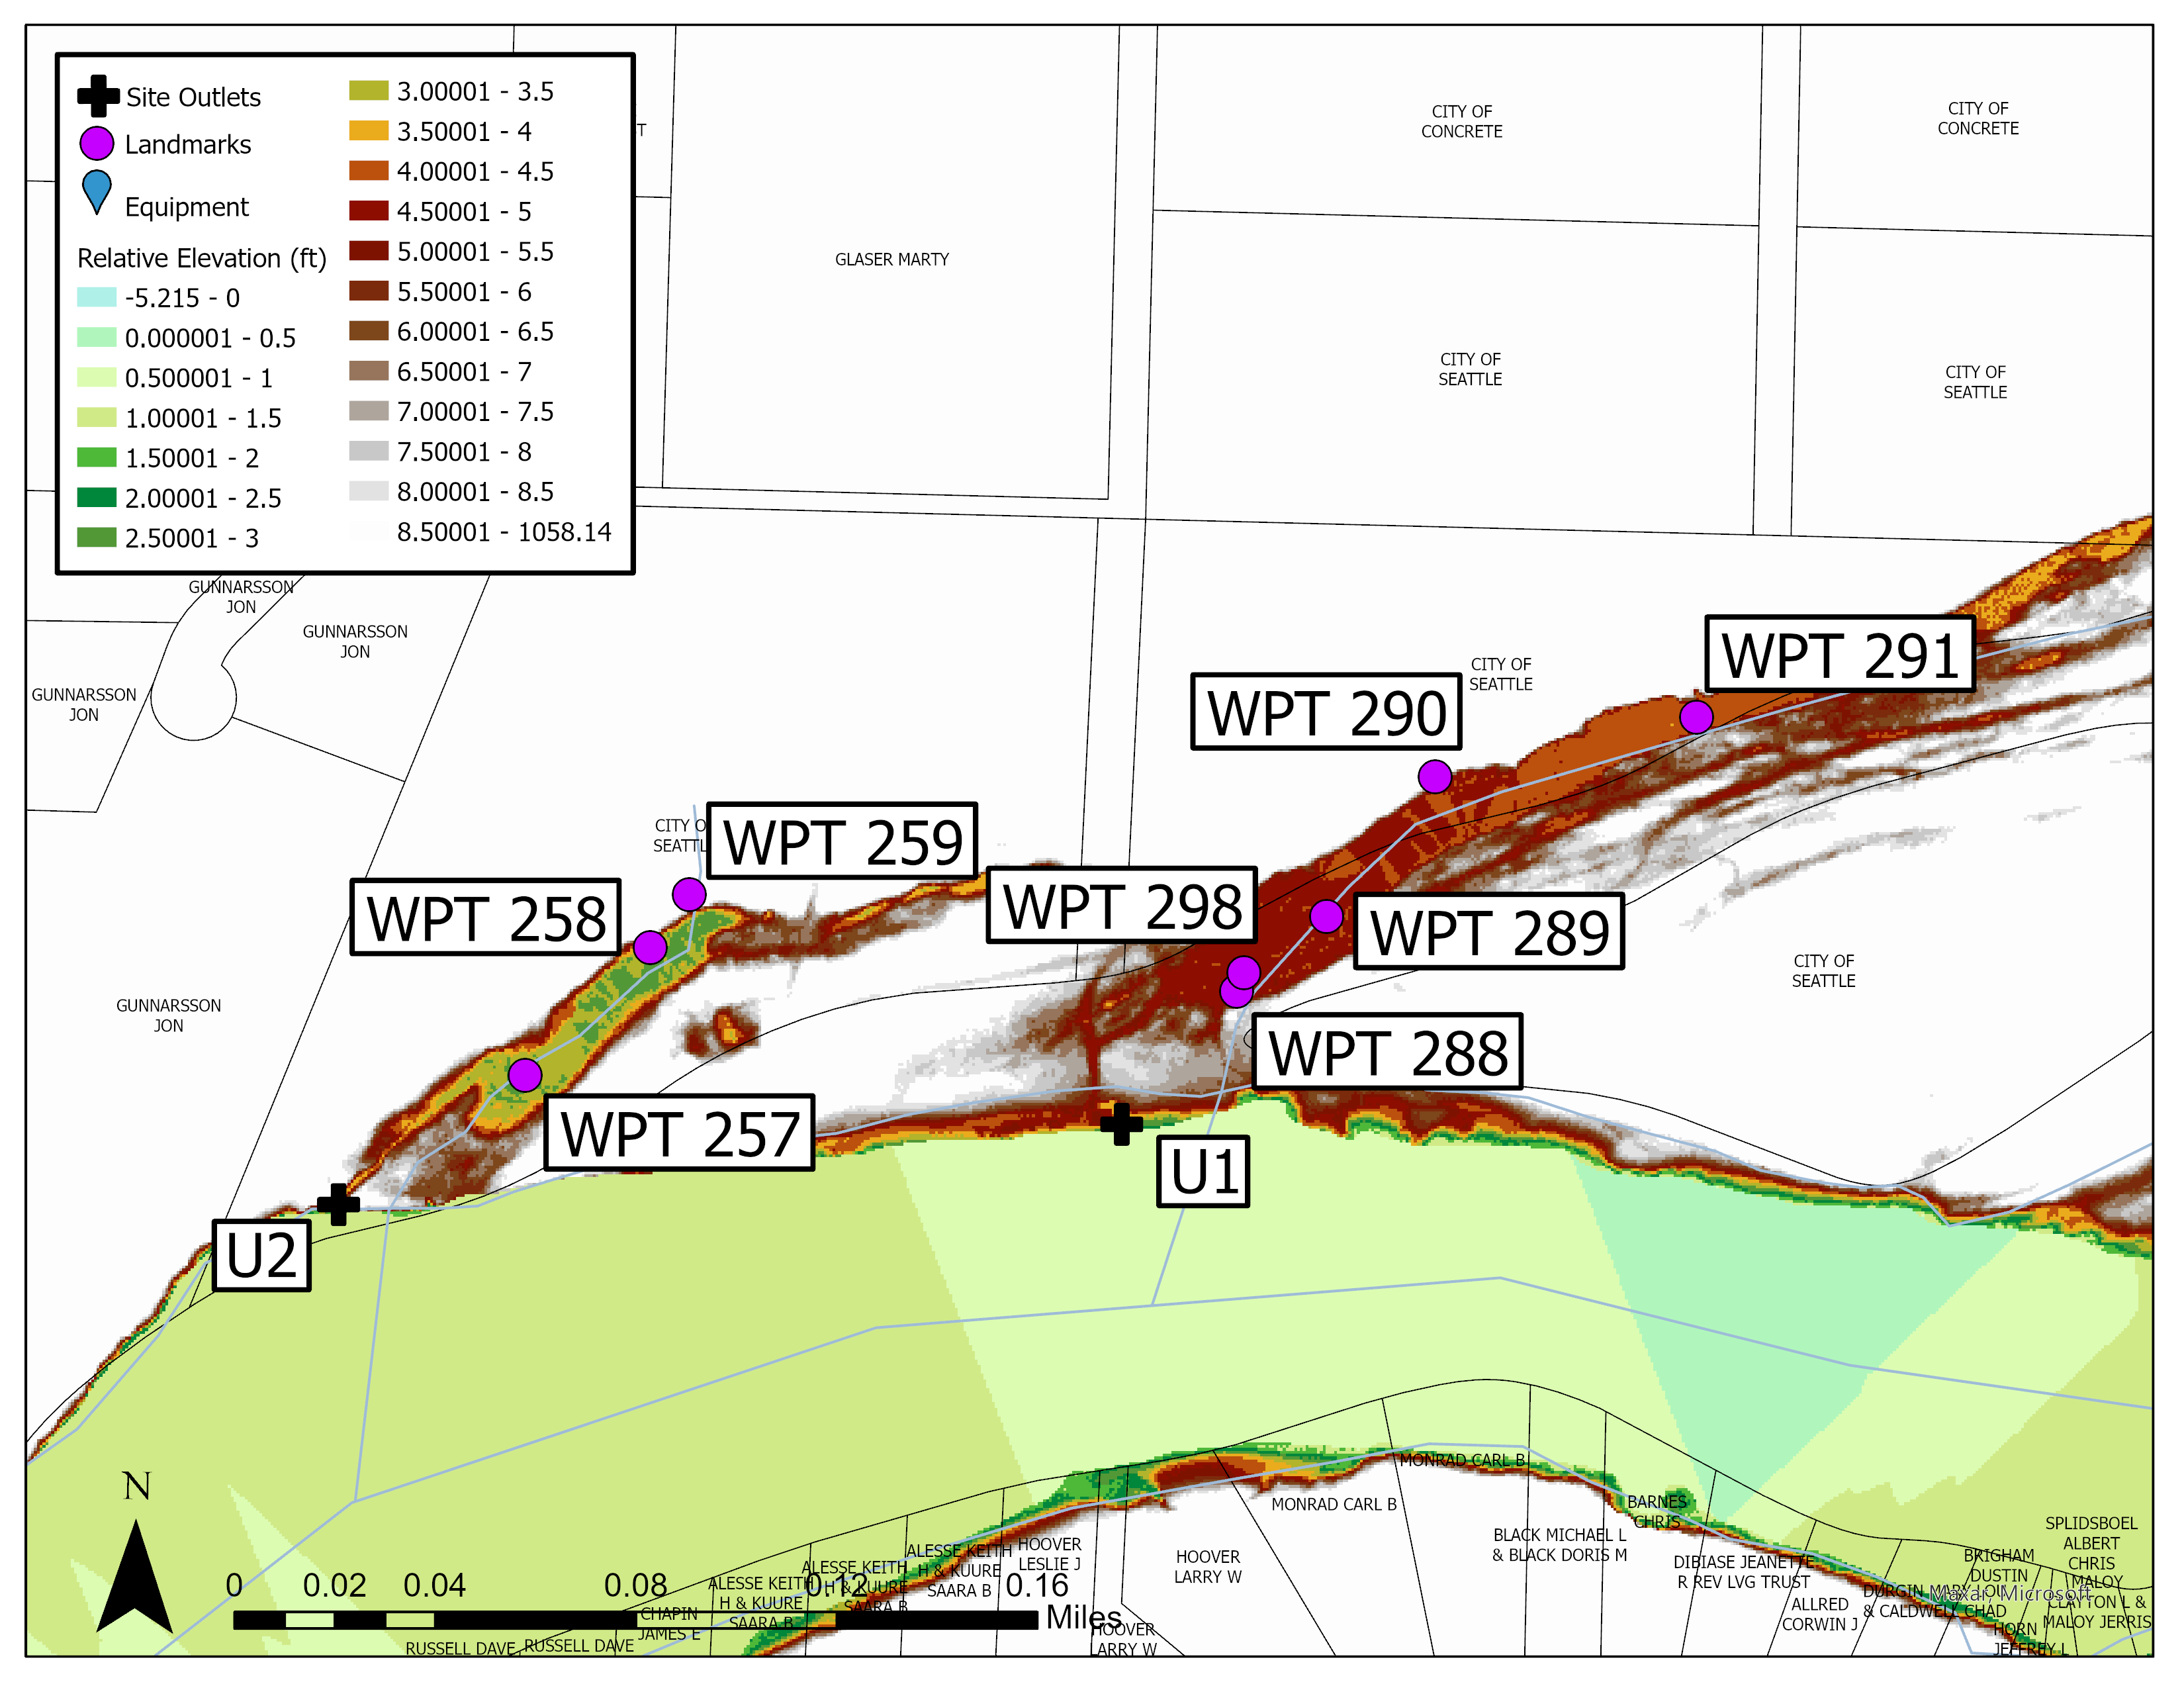 Site Outlets
Landmarks
Equipment
Relative Elevation (ft)
-5.215 - 0
0.000001 - 0.5
0.500001 - 1
1.00001 - 1.5
1.50001 - 2
2.00001 - 2.5
2.50001 - 3
3.00001 - 3.5
3.50001 - 4
4.00001 - 4.5
4.50001 - 5
5.00001 - 5.5
5.50001 - 6
6.00001 - 6.5
6.50001 - 7
7.00001 - 7.5
7.50001 - 8
8.00001 - 8.5
8.50001 - 1058.14
T
CITY OF
CONCRETE
CITY OF
CONCRETE
GLASER MARTY
CITY OF
SEATTLE
CITY OF
SEATTLE
GUNNARSSON
JON
GUNNARSSON
JON
GUNNARSSON
JON
CITY OF
SEATTLE
WPT 291
WPT 290
CITY O
SEATTL
WPT 259
WPT 258
WPT 298
WPT 289
CITY OF
SEATTLE
GUNNARSSON
JON
WPT 288
WPT 257
U1
U2
N
0 0.02 0.04 0.08 0.12 0.16
Miles
MONRAD CARL B
MONRAD CARL B
BARNES
CHRIS
BLACK MICHAEL L
& BLACK DORIS M
HOOVER
LESLIE J
HOOVER
LARRY W
HOOVER
LARRY W
ALESSE KEITH
H & KUURE
SAARA B
ALESSE KEITH
H & KUURE
SAARA B
ALESSE KEITH
H & KUURE
SAARA B
CHAPIN
JAMES E
RUSSELL DAVE
RUSSELL DAVE
DIBIASE JEANETTE
R REV LVG TRUST
ALLRED
CORWIN J
DURGIN MARY LOU
& CALDWELL CHAD
BRIGHAM
DUSTIN
SPLIDSBOEL
ALBERT
CHRIS
MALOY
CLAYTON L &
MALOY JERRIS
HORN
JEFFREY L
Maxar, Microsoft